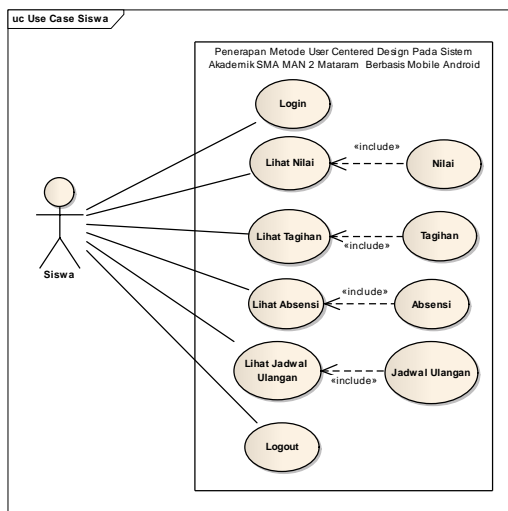 uc Use Case Siswa
Penerapan Metode User Centered Design Pada Sistem
Akademik SMA MAN 2 Mataram Berbasis Mobile Android
Login
Lihat Nilai
«include»
Nilai
Lihat Tagihan
«include»
Tagihan
Siswa
Lihat Absensi
«include»
Absensi
Lihat Jadwal
Ulangan
«include»
Jadwal Ulangan
Logout